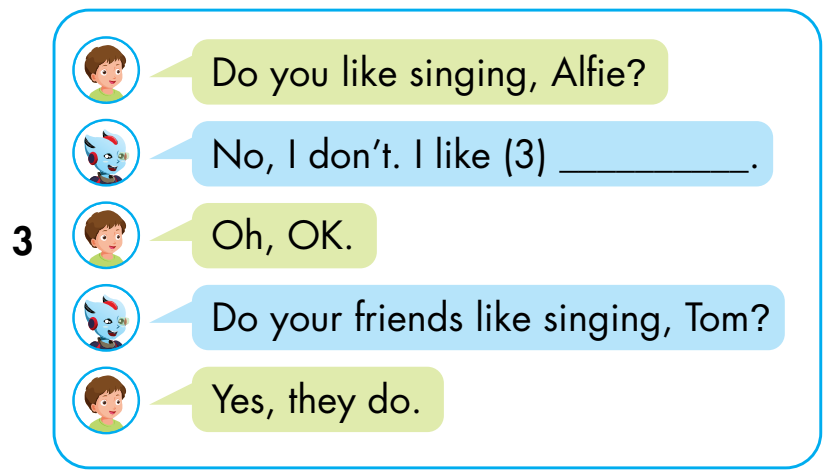 Do you like singing, Alfie?
No, I don't. I like (3) __________.
3
Oh, OK.
Do your friends like singing, Tom?
Yes, they do.